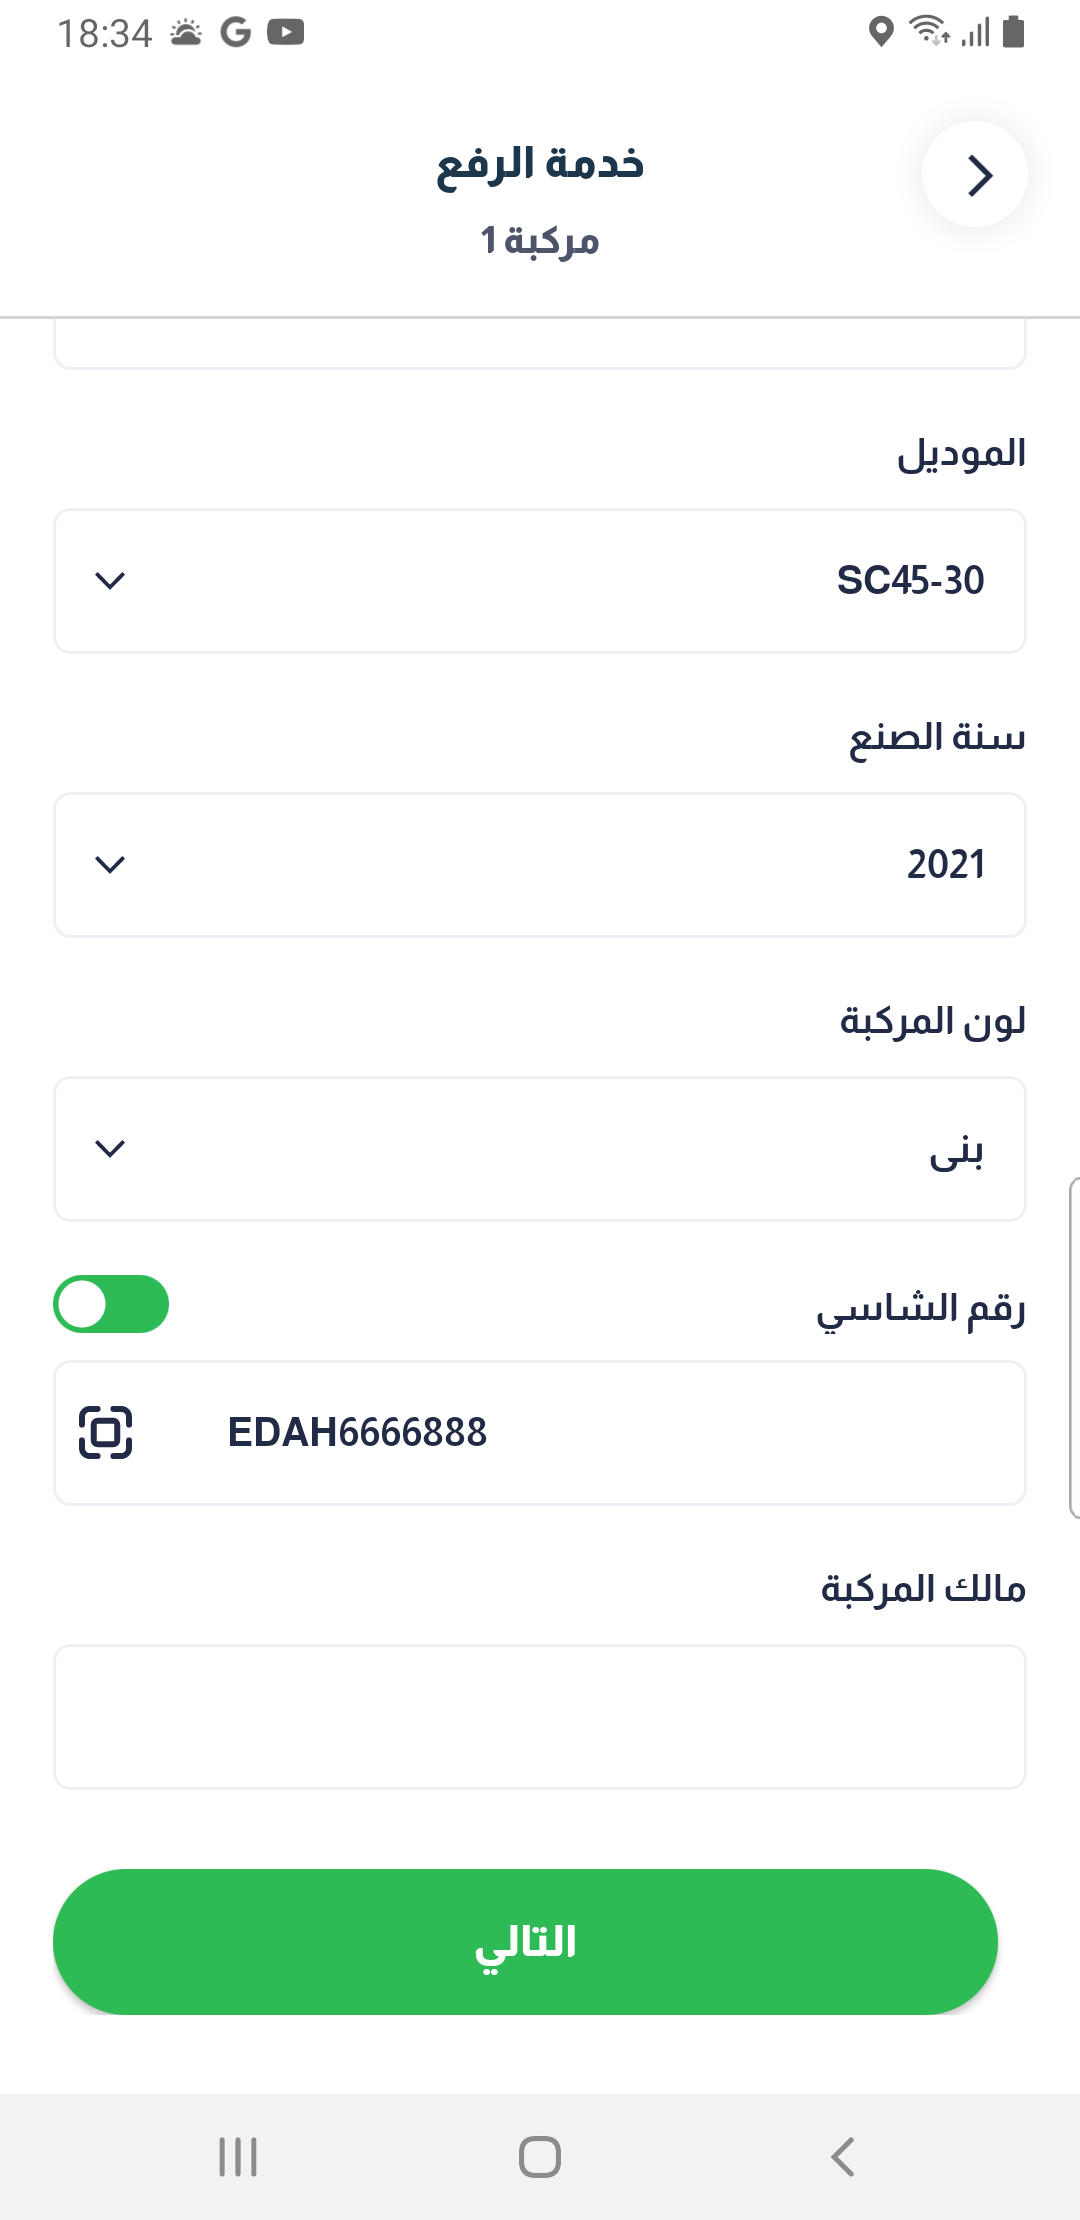 18:34
خدمة الرفع
مركبة 1
الموديل
SC45-30
سنة الصنع
2021
لون المركبة
بنى
رقم الشاسي
EDAH6666888
مالك المركبة
التالي